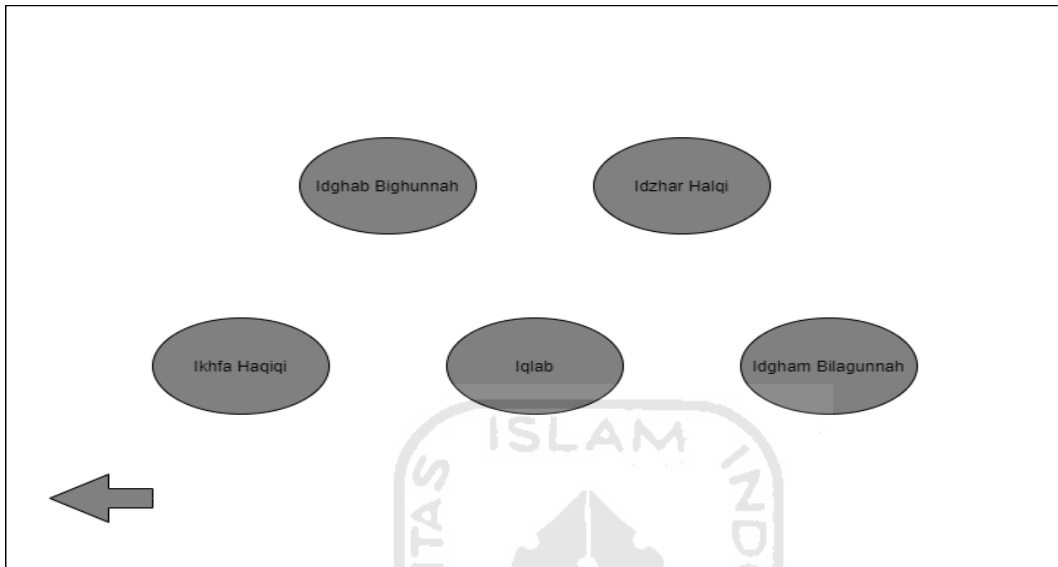 Idghab Bighunnah
Idzhar Halqi
Ikhfa Haqiqi
Iqlab
Idgham Bilagunnah
ISLAM